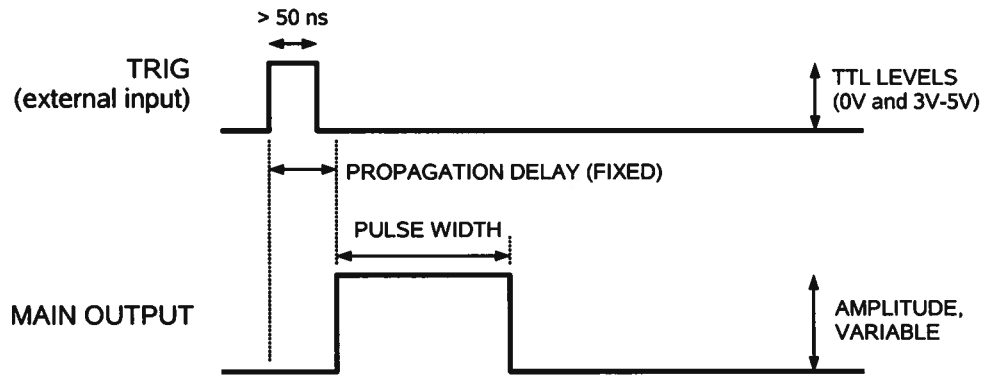 > 50 ns
TRIG
(external input)
TTL LEVELS
(0V and 3V-5V)
PROPAGATION DELAY (FIXED)
PULSE WIDTH
MAIN OUTPUT
AMPLITUDE,
VARIABLE